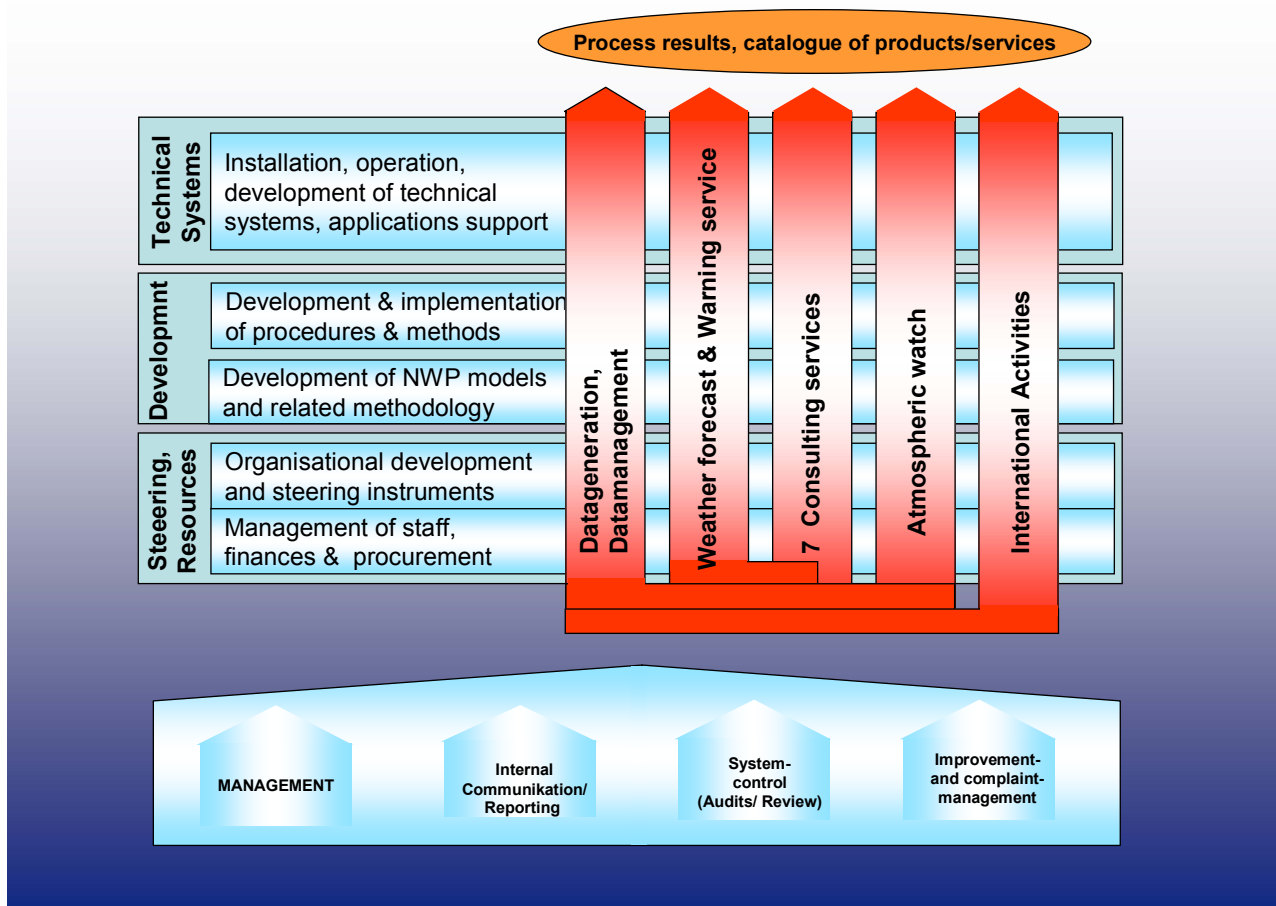 Process results, catalogue of products/services
Technical
Systems
Installation, operation,
development of technical
systems, applications support
Developmnt
Development & implementation
of procedures & methods
Development of NWP models
and related methodology
Steering,
Resources
Organisational development
and steering instruments
Management of staff,
finances & procurement
Datageneration,
Datamanagement
Weather forecast & Warning service
7 Consulting services
Atmospheric watch
International Activities
MANAGEMENT
Internal
Communikation/
Reporting
System-
control
(Audits/ Review)
Improvement-
and complaint-
management